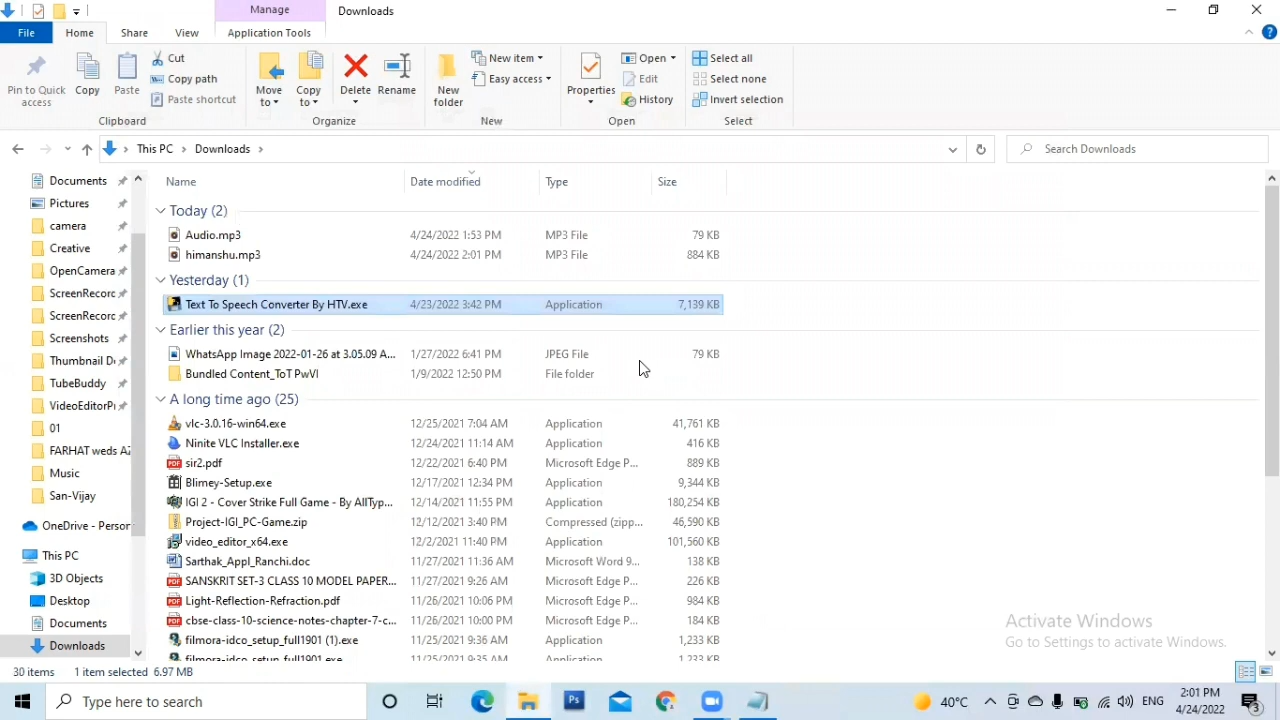 Manage
Downloads
File
Home
Share
View
Application Tools
Pin to Quick access
Copy
Paste
Cut
Copy path
Paste shortcut
Clipboard
Move to
Copy to
Delete
Rename
Organize
New folder
New item
Easy access
New
Properties
Open
Edit
History
Open
Select all
Select none
Invert selection
Select
This PC > Downloads >
Search Downloads
Name
Date modified
Type
Size
Documents
Pictures
camera
Creative
OpenCamera
ScreenRecorc
ScreenRecorc
Screenshots
Thumbnail D
TubeBuddy
VideoEditorP
01
FARHAT weds AZ
Music
San-Vijay
OneDrive - Person
This PC
3D Objects
Desktop
Documents
Downloads
Today (2)
Audio.mp3 4/24/2022 1:53 PM MP3 File 79 KB
himanshu.mp3 4/24/2022 2:01 PM MP3 File 884 KB
Yesterday (1)
Text To Speech Converter By HTV.exe 4/23/2022 3:42 PM Application 7,139 KB
Earlier this year (2)
WhatsApp Image 2022-01-26 at 3.05.09 A... 1/27/2022 6:41 PM JPEG File 79 KB
Bundled Content_ToT PwVI 1/9/2022 12:50 PM File folder
A long time ago (25)
vlc-3.0.16-win64.exe 12/25/2021 7:04 AM Application 41,761 KB
Ninite VLC Installer.exe 12/24/2021 11:14 AM Application 416 KB
sir2.pdf 12/22/2021 6:40 PM Microsoft Edge P... 889 KB
Blimey-Setup.exe 12/17/2021 12:34 PM Application 9,344 KB
IGI 2 - Cover Strike Full Game - By AllTyp... 12/14/2021 11:55 PM Application 180,254 KB
Project-IGI_PC-Game.zip 12/12/2021 3:40 PM Compressed (zipp... 46,590 KB
video_editor_x64.exe 12/2/2021 11:40 PM Application 101,560 KB
Sarthak_Appl_Ranchi.doc 11/27/2021 11:36 AM Microsoft Word 9... 138 KB
SANSKRIT SET-3 CLASS 10 MODEL PAPER... 11/27/2021 9:26 AM Microsoft Edge P... 226 KB
Light-Reflection-Refraction.pdf 11/26/2021 10:06 PM Microsoft Edge P... 984 KB
cbse-class-10-science-notes-chapter-7-c... 11/26/2021 10:00 PM Microsoft Edge P... 184 KB
filmora-idco_setup_full1901 (1).exe 11/25/2021 9:36 AM Application 1,233 KB
filmora-idco_setup_full1901.exe 11/25/2021 9:35 AM Application 1,233 KB
Activate Windows
Go to Settings to activate Windows.
30 items 1 item selected 6.97 MB
Type here to search
Ps
40°C
ENG
2:01 PM
4/24/2022
3